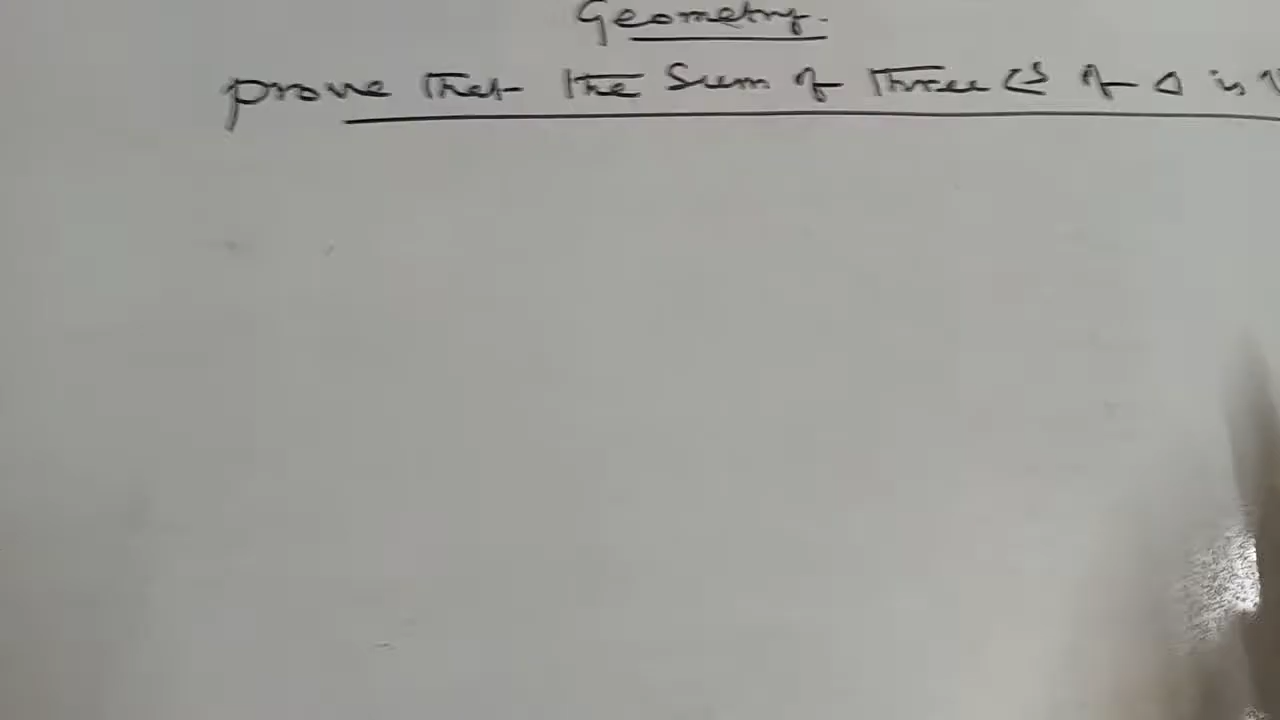 Geometry.
prove that the Sum of three ∠s of Δ is